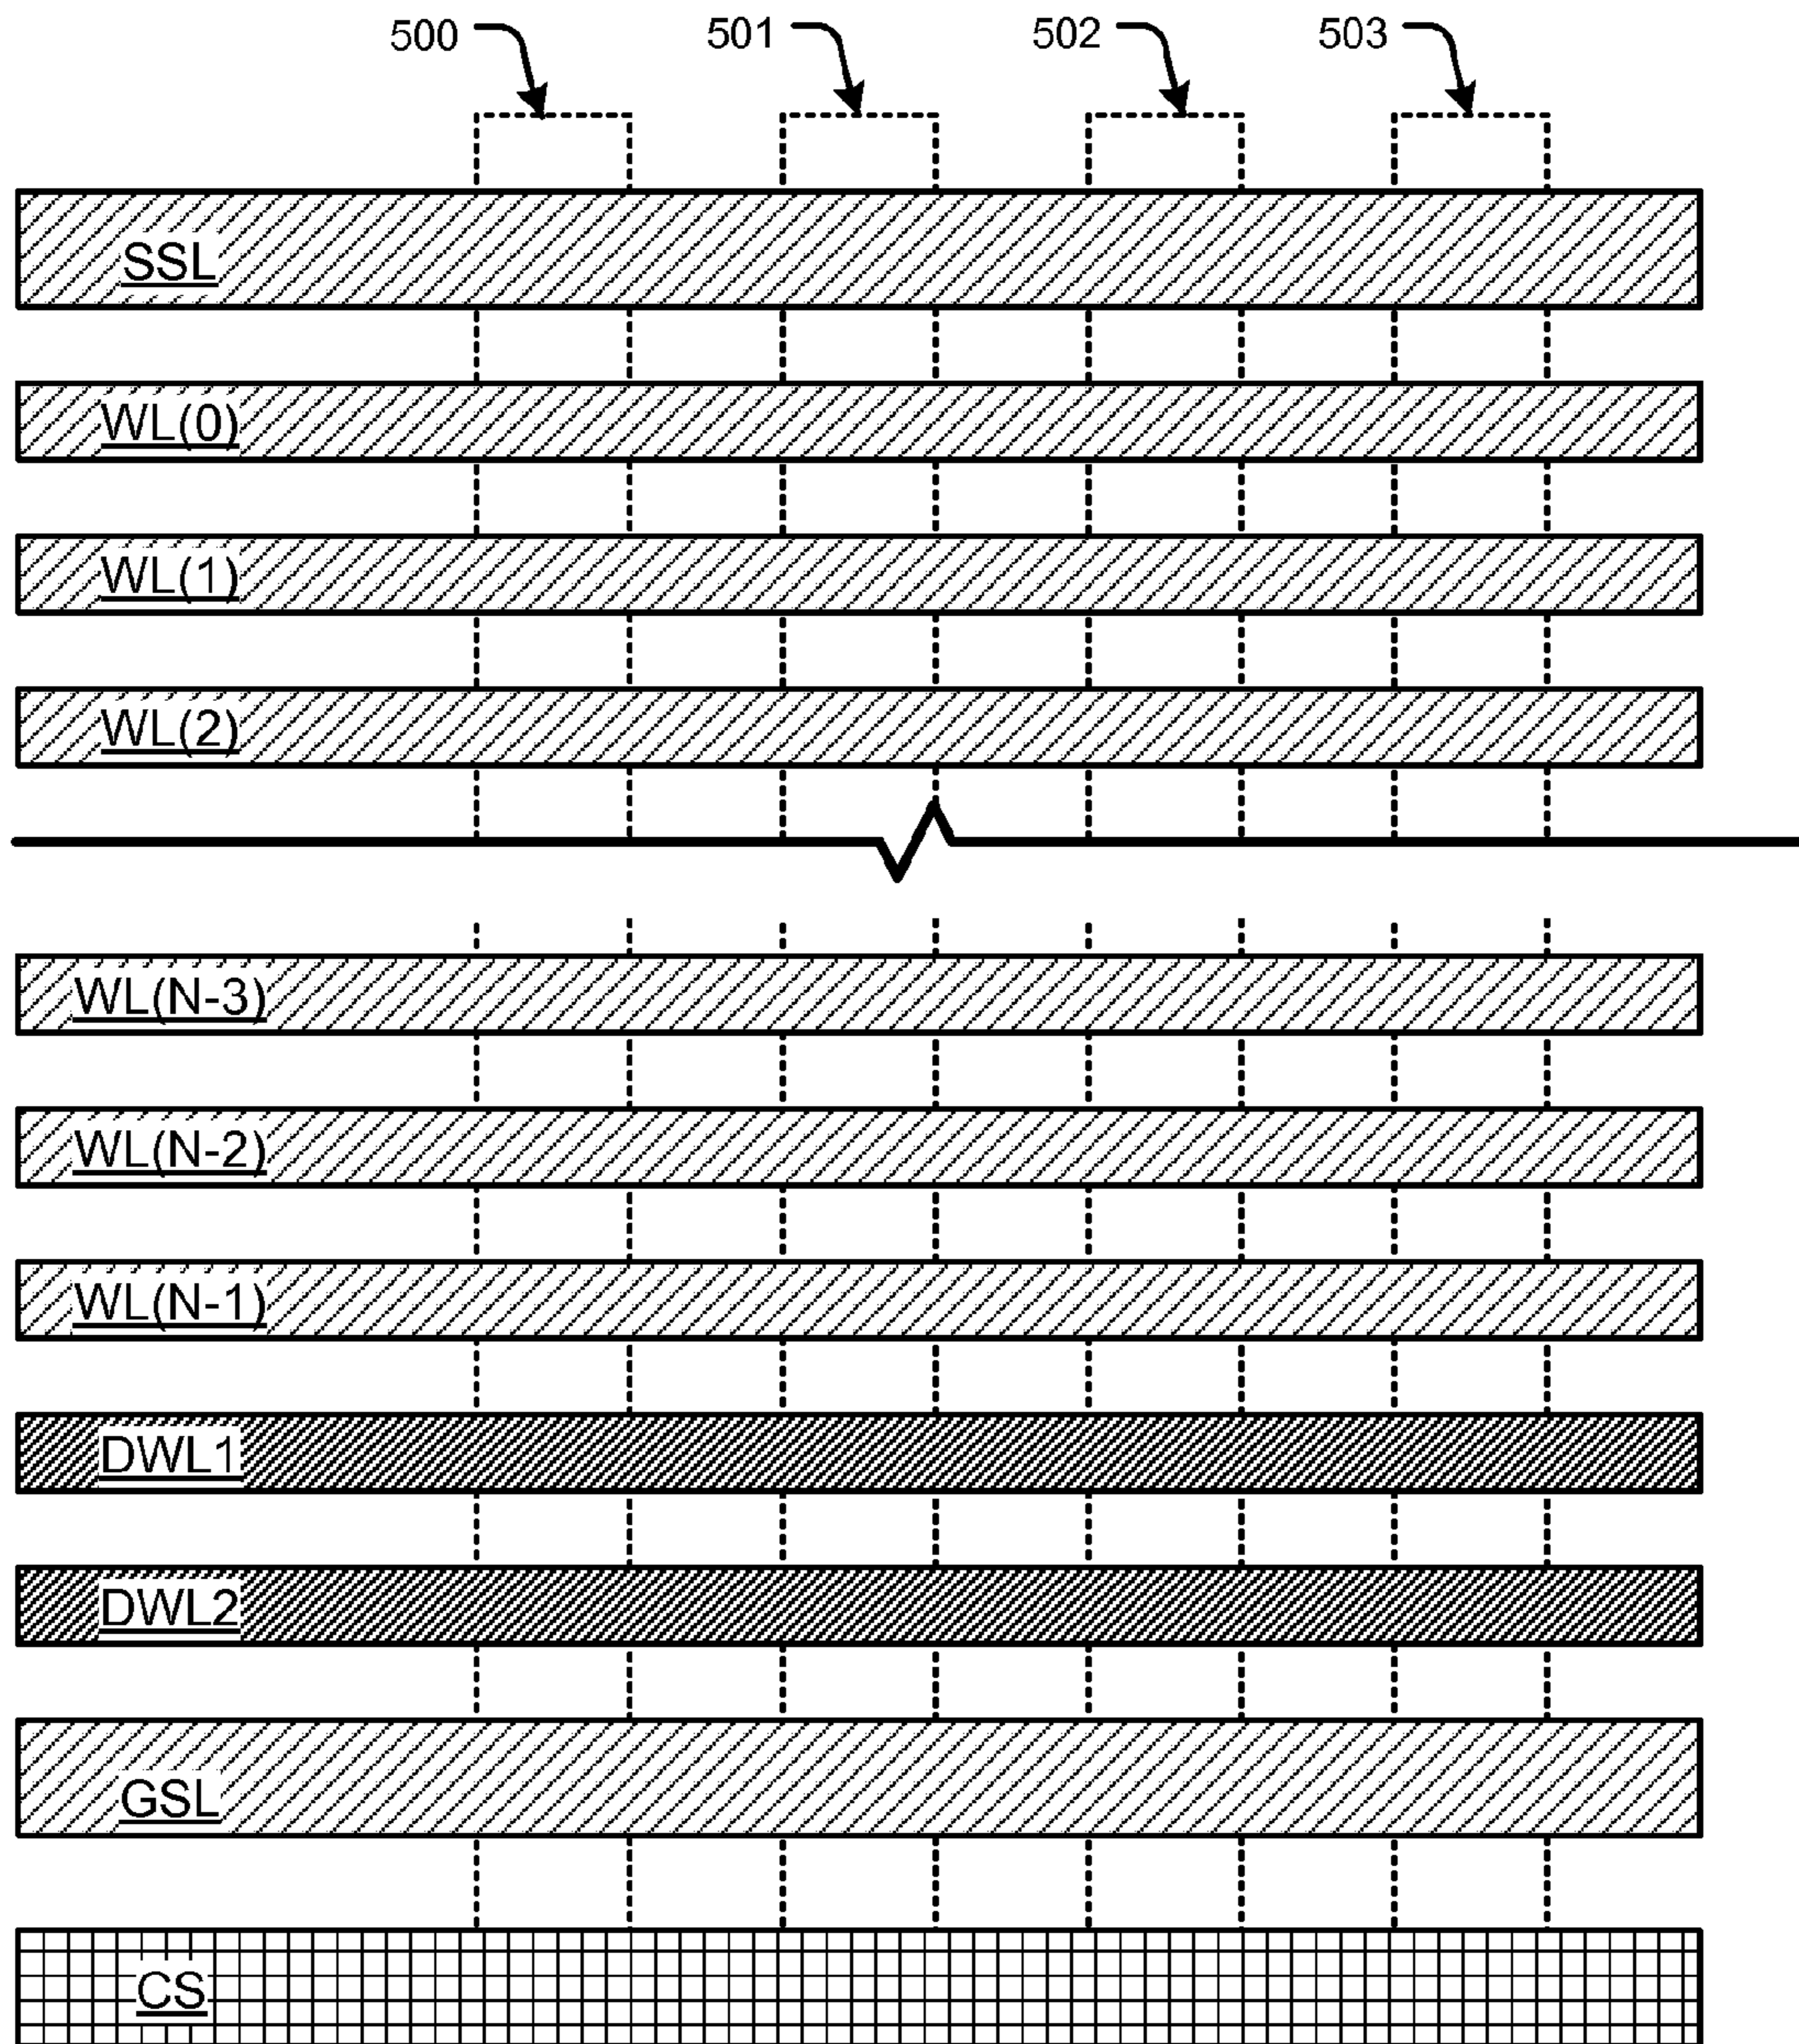 500 501 502 503
SSL
WL(0)
WL(1)
WL(2)
WL(N-3)
WL(N-2)
WL(N-1)
DWL1
DWL2
GSL
CS